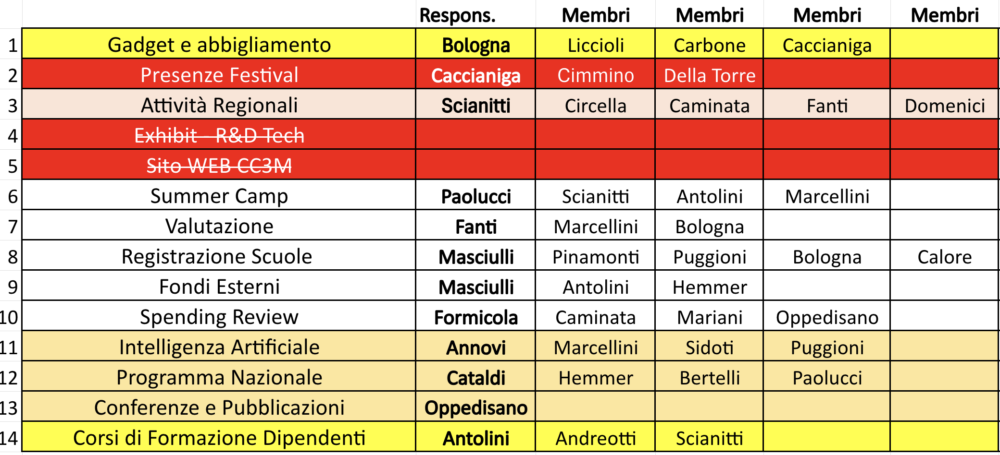 Respons. Membri Membri Membri Membri
1 Gadget e abbigliamento Bologna Liccioli Carbone Caccianiga
2 Presenze Festival Caccianiga Cimmino Della Torre
3 Attività Regionali Scianitti Circella Caminata Fanti Domenici
4 Exhibit - R&D Tech
5 Sito WEB CC3M
6 Summer Camp Paolucci Scianitti Antolini Marcellini
7 Valutazione Fanti Marcellini Bologna
8 Registrazione Scuole Masciulli Pinamonti Puggioni Bologna Calore
9 Fondi Esterni Masciulli Antolini Hemmer
10 Spending Review Formicola Caminata Mariani Oppedisano
11 Intelligenza Artificiale Annovi Marcellini Sidoti Puggioni
12 Programma Nazionale Cataldi Hemmer Bertelli Paolucci
13 Conferenze e Pubblicazioni Oppedisano
14 Corsi di Formazione Dipendenti Antolini Andreotti Scianitti